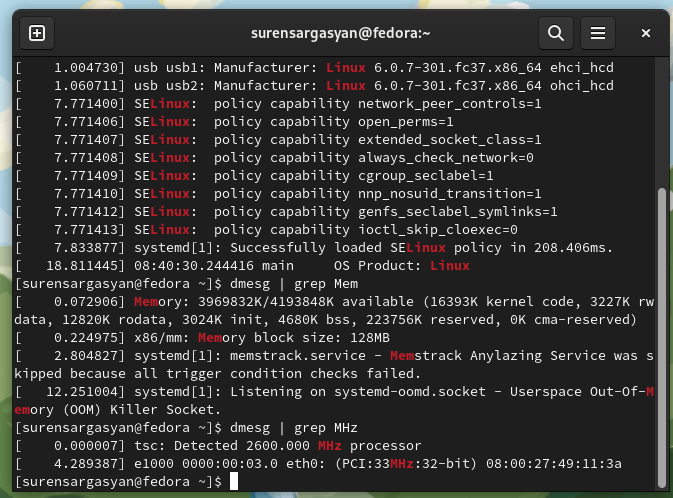 surensargasyan@fedora:~
[    1.004730] usb usb1: Manufacturer: Linux 6.0.7-301.fc37.x86_64 ehci_hcd
[    1.060711] usb usb2: Manufacturer: Linux 6.0.7-301.fc37.x86_64 ohci_hcd
[    7.771400] SELinux:  policy capability network_peer_controls=1
[    7.771406] SELinux:  policy capability open_perms=1
[    7.771407] SELinux:  policy capability extended_socket_class=1
[    7.771408] SELinux:  policy capability always_check_network=0
[    7.771409] SELinux:  policy capability cgroup_seclabel=1
[    7.771410] SELinux:  policy capability nnp_nosuid_transition=1
[    7.771412] SELinux:  policy capability genfs_seclabel_symlinks=1
[    7.771413] SELinux:  policy capability ioctl_skip_cloexec=0
[    7.833877] systemd[1]: Successfully loaded SELinux policy in 208.406ms.
[   18.811445] 08:40:30.244416 main     OS Product: Linux
[surensargasyan@fedora ~]$ dmesg | grep Mem
[    0.072906] Memory: 3969832K/4193848K available (16393K kernel code, 3227K rw
data, 12820K rodata, 3024K init, 4680K bss, 223756K reserved, 0K cma-reserved)
[    0.224975] x86/mm: Memory block size: 128MB
[    2.804827] systemd[1]: memstrack.service - Memstrack Anylazing Service was s
kipped because all trigger condition checks failed.
[   12.251004] systemd[1]: Listening on systemd-oomd.socket - Userspace Out-Of-M
emory (OOM) Killer Socket.
[surensargasyan@fedora ~]$ dmesg | grep MHz
[    0.000007] tsc: Detected 2600.000 MHz processor
[    4.289387] e1000 0000:00:03.0 eth0: (PCI:33MHz:32-bit) 08:00:27:49:11:3a
[surensargasyan@fedora ~]$